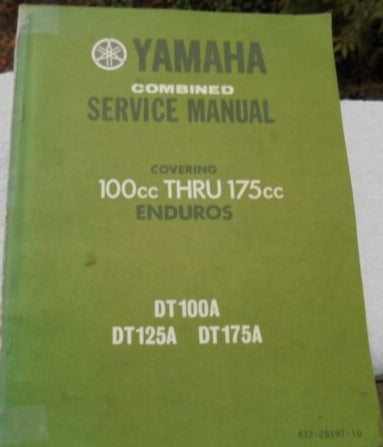 YAMAHA
COMBINED
SERVICE MANUAL
COVERING
100cc THRU 175cc
ENDUROS
DT100A
DT125A DT175A